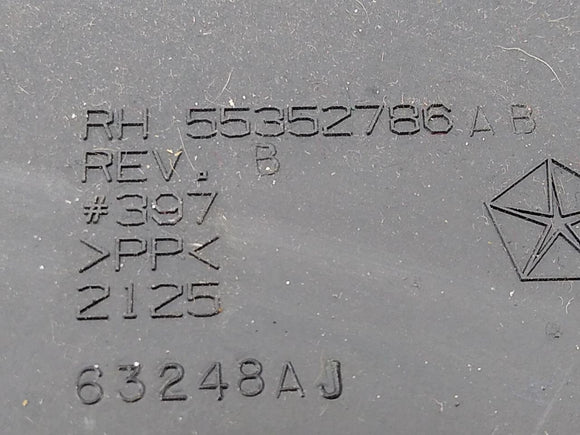 RH 55352786AB
REV. B
#397
>PP<
2125
63248AJ